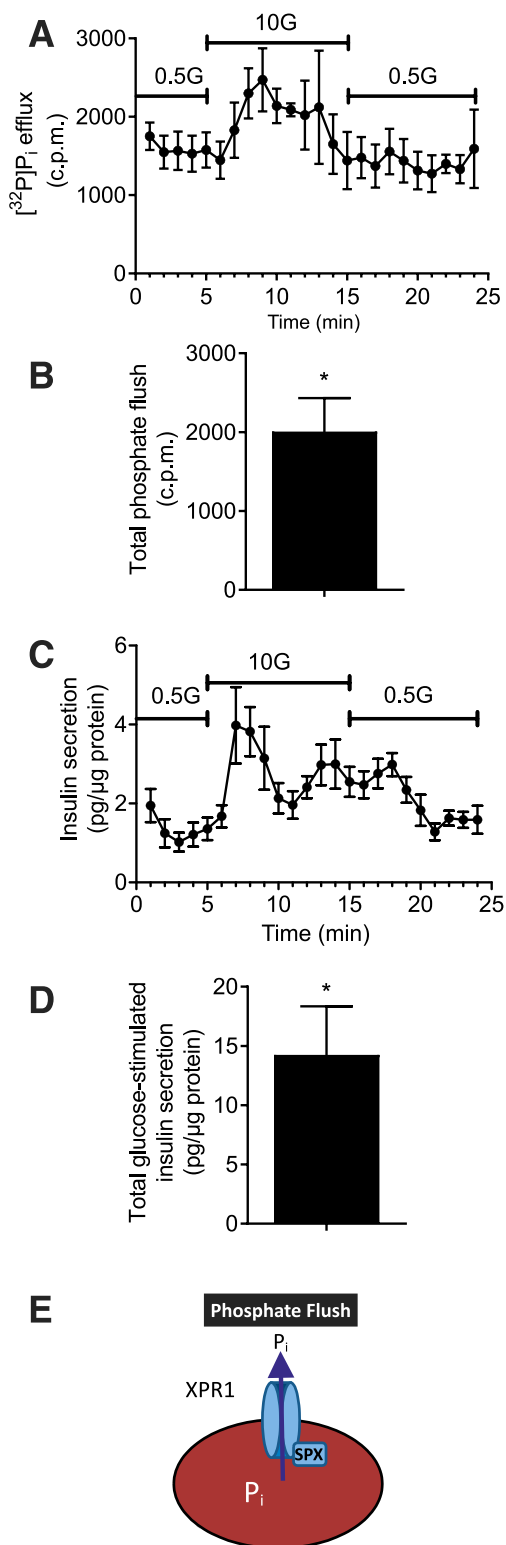 A
10G
0.5G
0.5G
3000
2000
1000
0
[³²P]Pᵢ efflux
(c.p.m.)
0 5 10 15 20 25
Time (min)
B
3000
2000
1000
0
Total phosphate flush
(c.p.m.)
*
C
10G
0.5G
0.5G
6
4
2
0
Insulin secretion
(pg/µg protein)
0 5 10 15 20 25
Time (min)
D
20
15
10
5
0
Total glucose-stimulated
insulin secretion
(pg/µg protein)
*
E
Phosphate Flush
Pᵢ
XPR1
SPX
Pᵢ